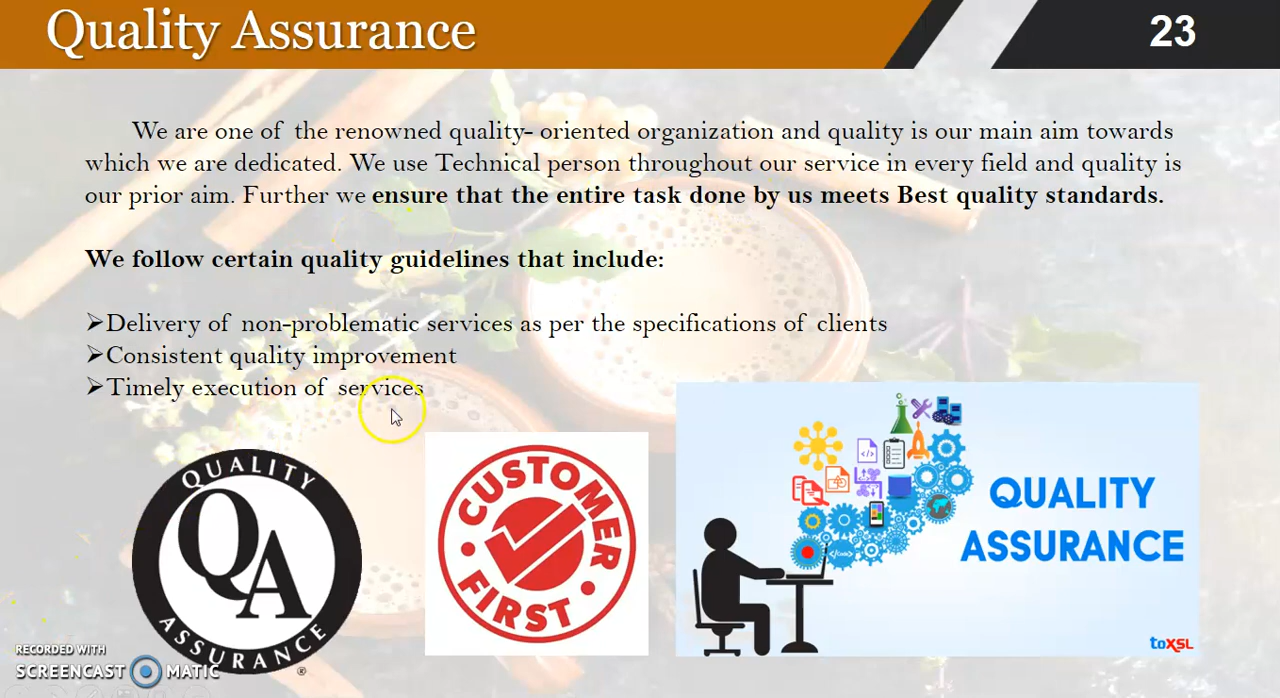 Quality Assurance
23
We are one of the renowned quality- oriented organization and quality is our main aim towards
which we are dedicated. We use Technical person throughout our service in every field and quality is
our prior aim. Further we ensure that the entire task done by us meets Best quality standards.
We follow certain quality guidelines that include:
➢Delivery of non-problematic services as per the specifications of clients
➢Consistent quality improvement
➢Timely execution of services
QUALITY
QA
ASSURANCE
®
CUSTOMER
FIRST
QUALITY
ASSURANCE
toXSL
RECORDED WITH
SCREENCAST MATIC